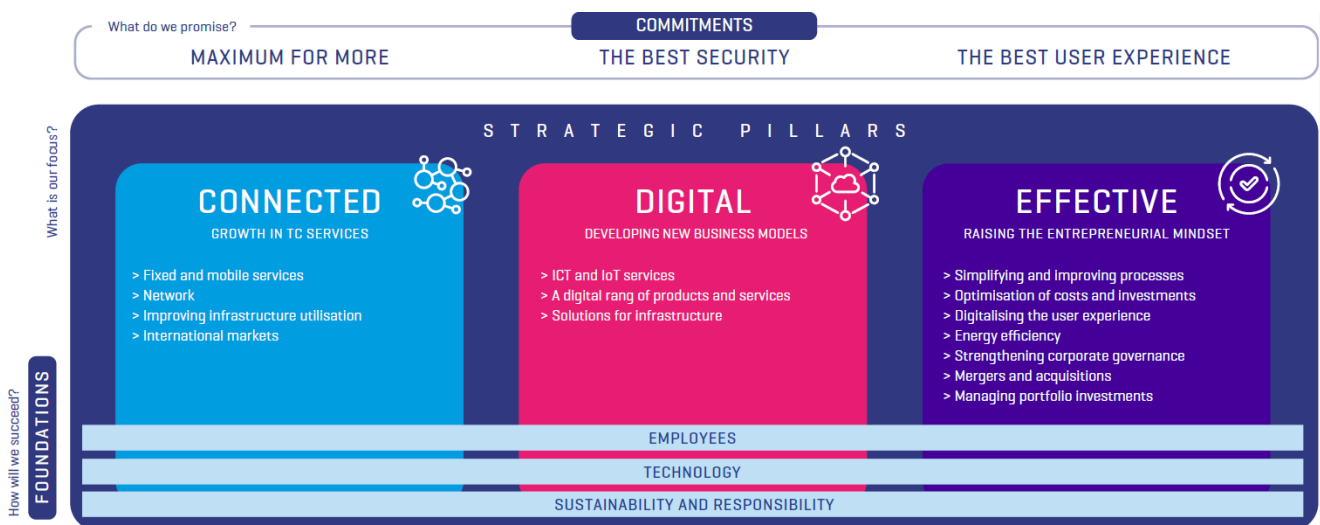 What do we promise?
COMMITMENTS
MAXIMUM FOR MORE
THE BEST SECURITY
THE BEST USER EXPERIENCE
What is our focus?
STRATEGIC PILLARS
CONNECTED
GROWTH IN TC SERVICES
> Fixed and mobile services
> Network
> Improving infrastructure utilisation
> International markets
DIGITAL
DEVELOPING NEW BUSINESS MODELS
> ICT and IoT services
> A digital rang of products and services
> Solutions for infrastructure
EFFECTIVE
RAISING THE ENTREPRENEURIAL MINDSET
> Simplifying and improving processes
> Optimisation of costs and investments
> Digitalising the user experience
> Energy efficiency
> Strengthening corporate governance
> Mergers and acquisitions
> Managing portfolio investments
How will we succeed?
FOUNDATIONS
EMPLOYEES
TECHNOLOGY
SUSTAINABILITY AND RESPONSIBILITY